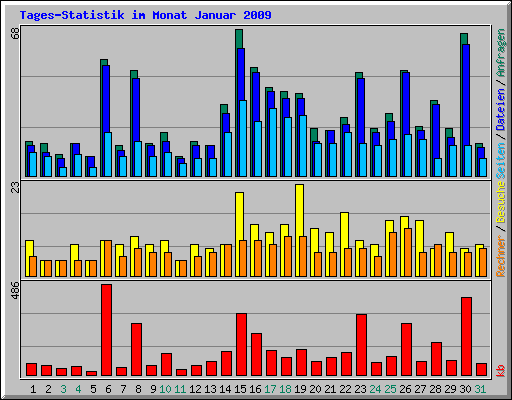 Tages-Statistik im Monat Januar 2009
68
23
486
Rechner / Besuche
Seiten / Dateien / Anfragen
kb
1 2 3 4 5 6 7 8 9 10 11 12 13 14 15 16 17 18 19 20 21 22 23 24 25 26 27 28 29 30 31